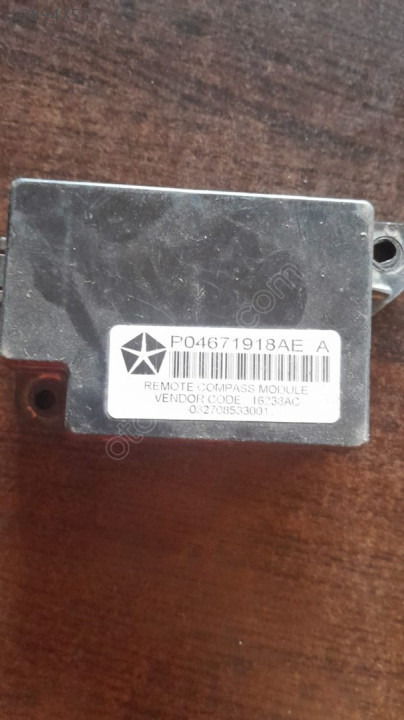 P04671918AE A
REMOTE COMPASS MODULE
VENDOR CODE 16233AC
032708533001